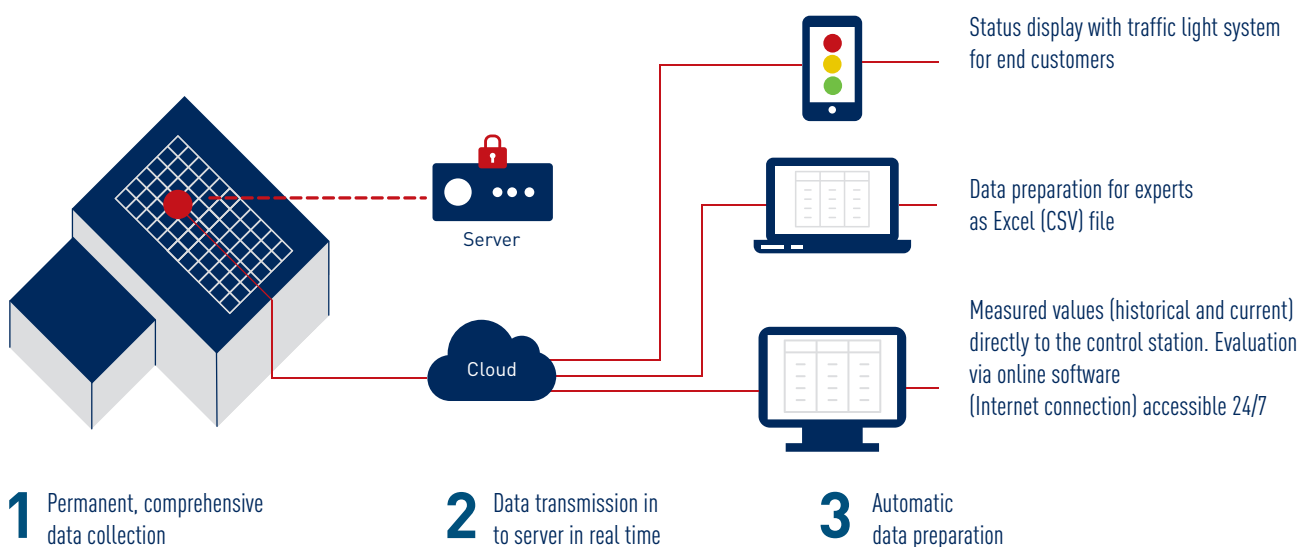 Status display with traffic light system
for end customers
Server
Data preparation for experts
as Excel (CSV) file
Cloud
Measured values (historical and current)
directly to the control station. Evaluation
via online software
(Internet connection) accessible 24/7
1 Permanent, comprehensive
data collection
2 Data transmission in
to server in real time
3 Automatic
data preparation